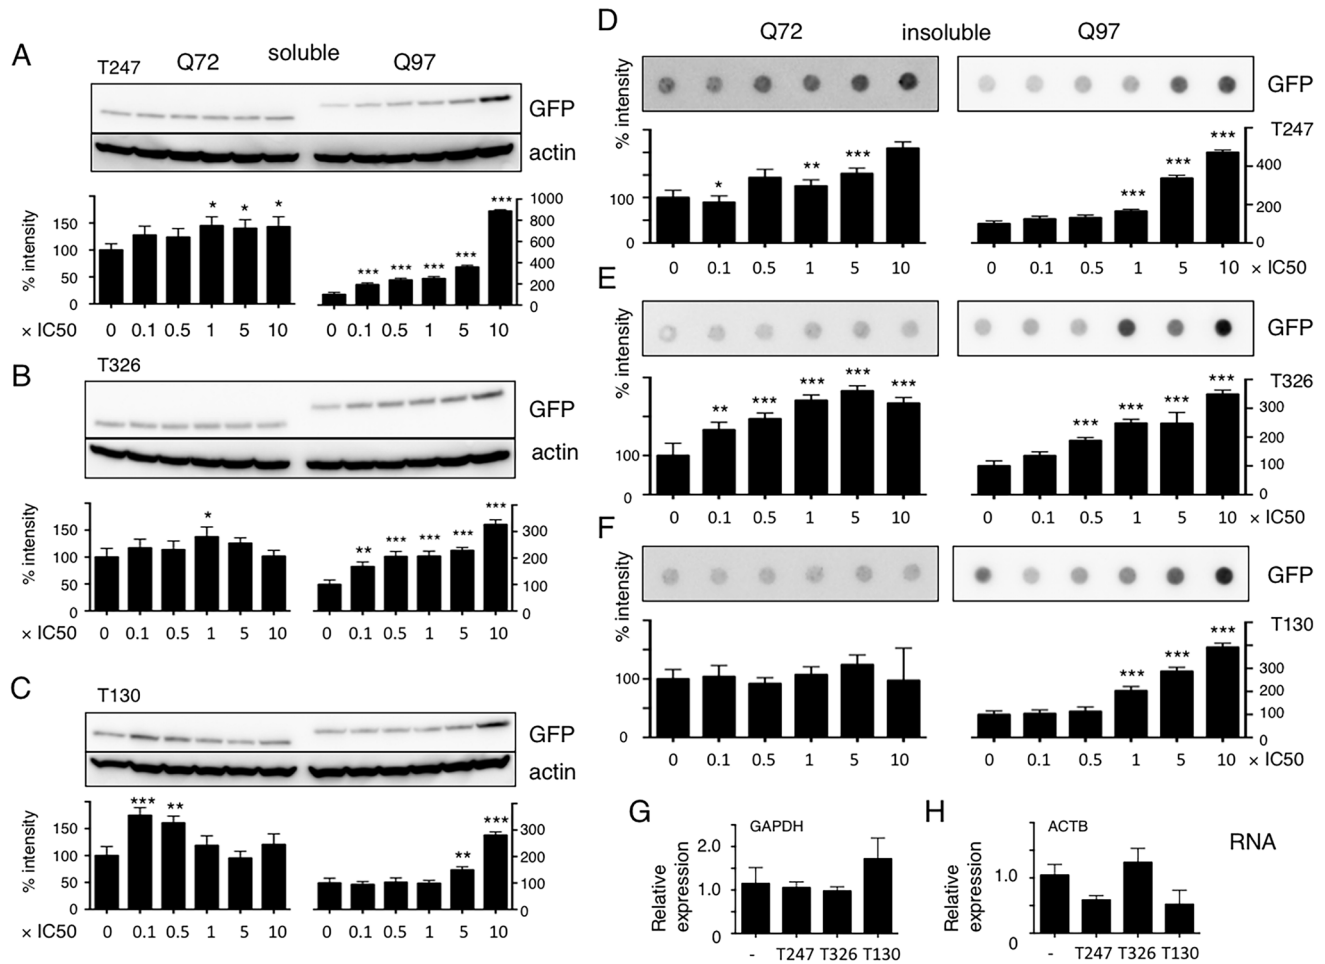 A
T247
Q72
soluble
Q97
GFP
actin
% intensity
150
100
50
0
* * *
*** *** *** *** ***
1000
800
600
400
200
0
× IC50 0 0.1 0.5 1 5 10 0 0.1 0.5 1 5 10
B
T326
GFP
actin
% intensity
150
100
50
0
*
** *** *** *** ***
300
200
100
0
× IC50 0 0.1 0.5 1 5 10 0 0.1 0.5 1 5 10
C
T130
GFP
actin
% intensity
150
100
50
0
*** **
** ***
300
200
100
0
× IC50 0 0.1 0.5 1 5 10 0 0.1 0.5 1 5 10
D
Q72
insoluble
Q97
GFP
% intensity
100
0
* ** ***
*** *** ***
T247
400
200
0
0 0.1 0.5 1 5 10 0 0.1 0.5 1 5 10 × IC50
E
GFP
% intensity
100
0
** *** *** *** ***
*** *** *** ***
T326
300
200
100
0
0 0.1 0.5 1 5 10 0 0.1 0.5 1 5 10 × IC50
F
GFP
% intensity
100
0
*** *** ***
T130
300
200
100
0
0 0.1 0.5 1 5 10 0 0.1 0.5 1 5 10 × IC50
G
GAPDH
Relative
expression
2.0
1.0
0
- T247 T326 T130
H
ACTB
RNA
Relative
expression
1.0
0
- T247 T326 T130